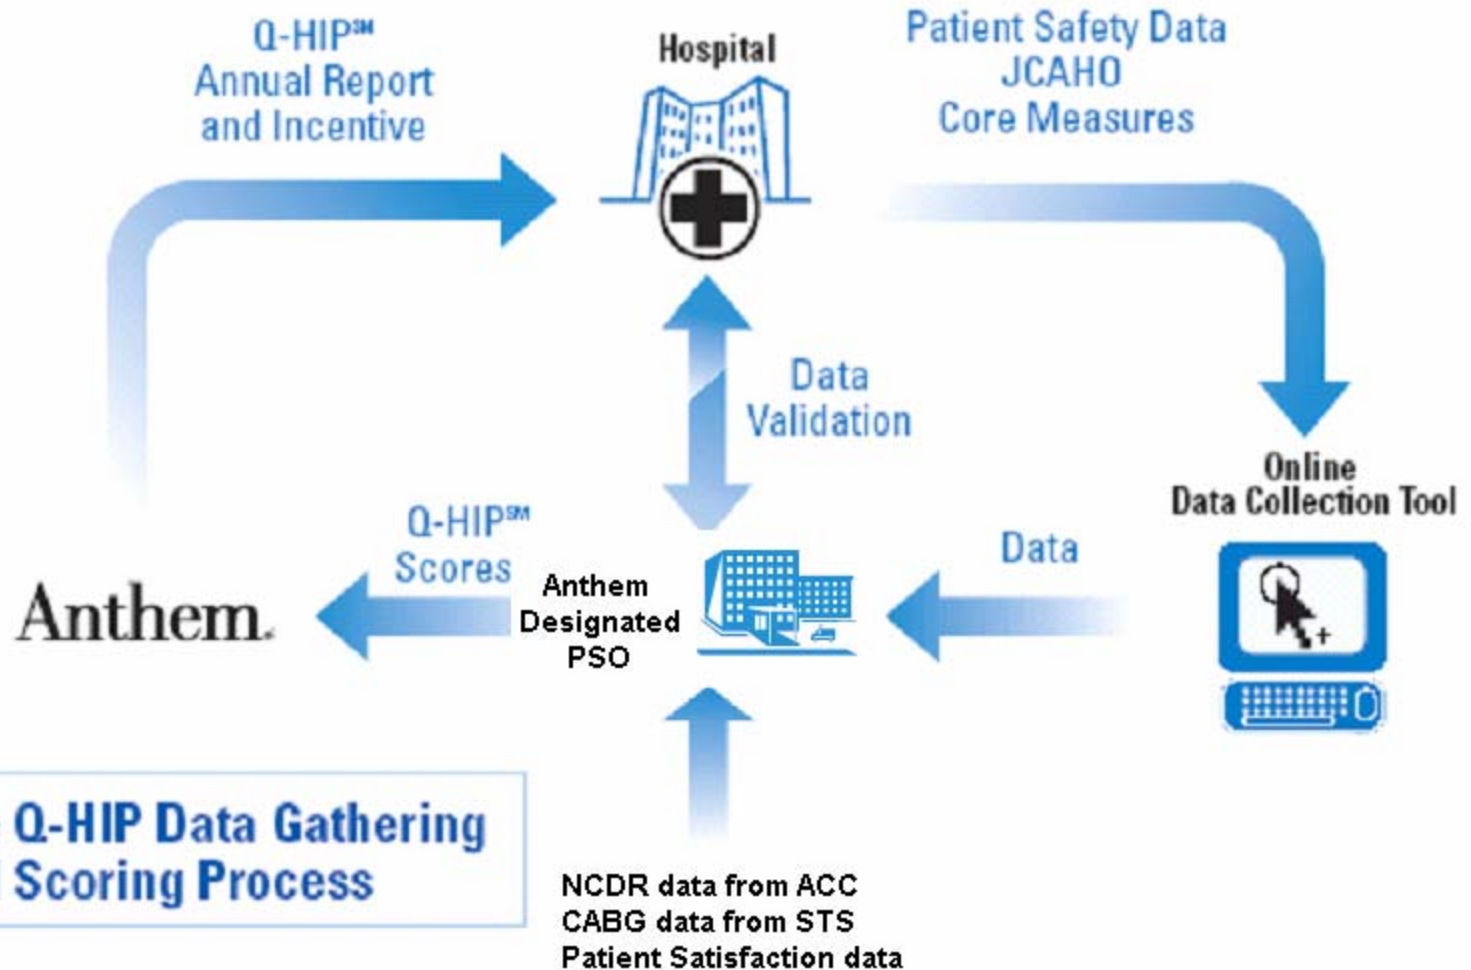 Q-HIP℠
Annual Report
and Incentive
Hospital
Patient Safety Data
JCAHO
Core Measures
Data
Validation
Online
Data Collection Tool
Q-HIP℠
Scores
Anthem
Designated
PSO
Data
Anthem.
Q-HIP Data Gathering
Scoring Process
NCDR data from ACC
CABG data from STS
Patient Satisfaction data